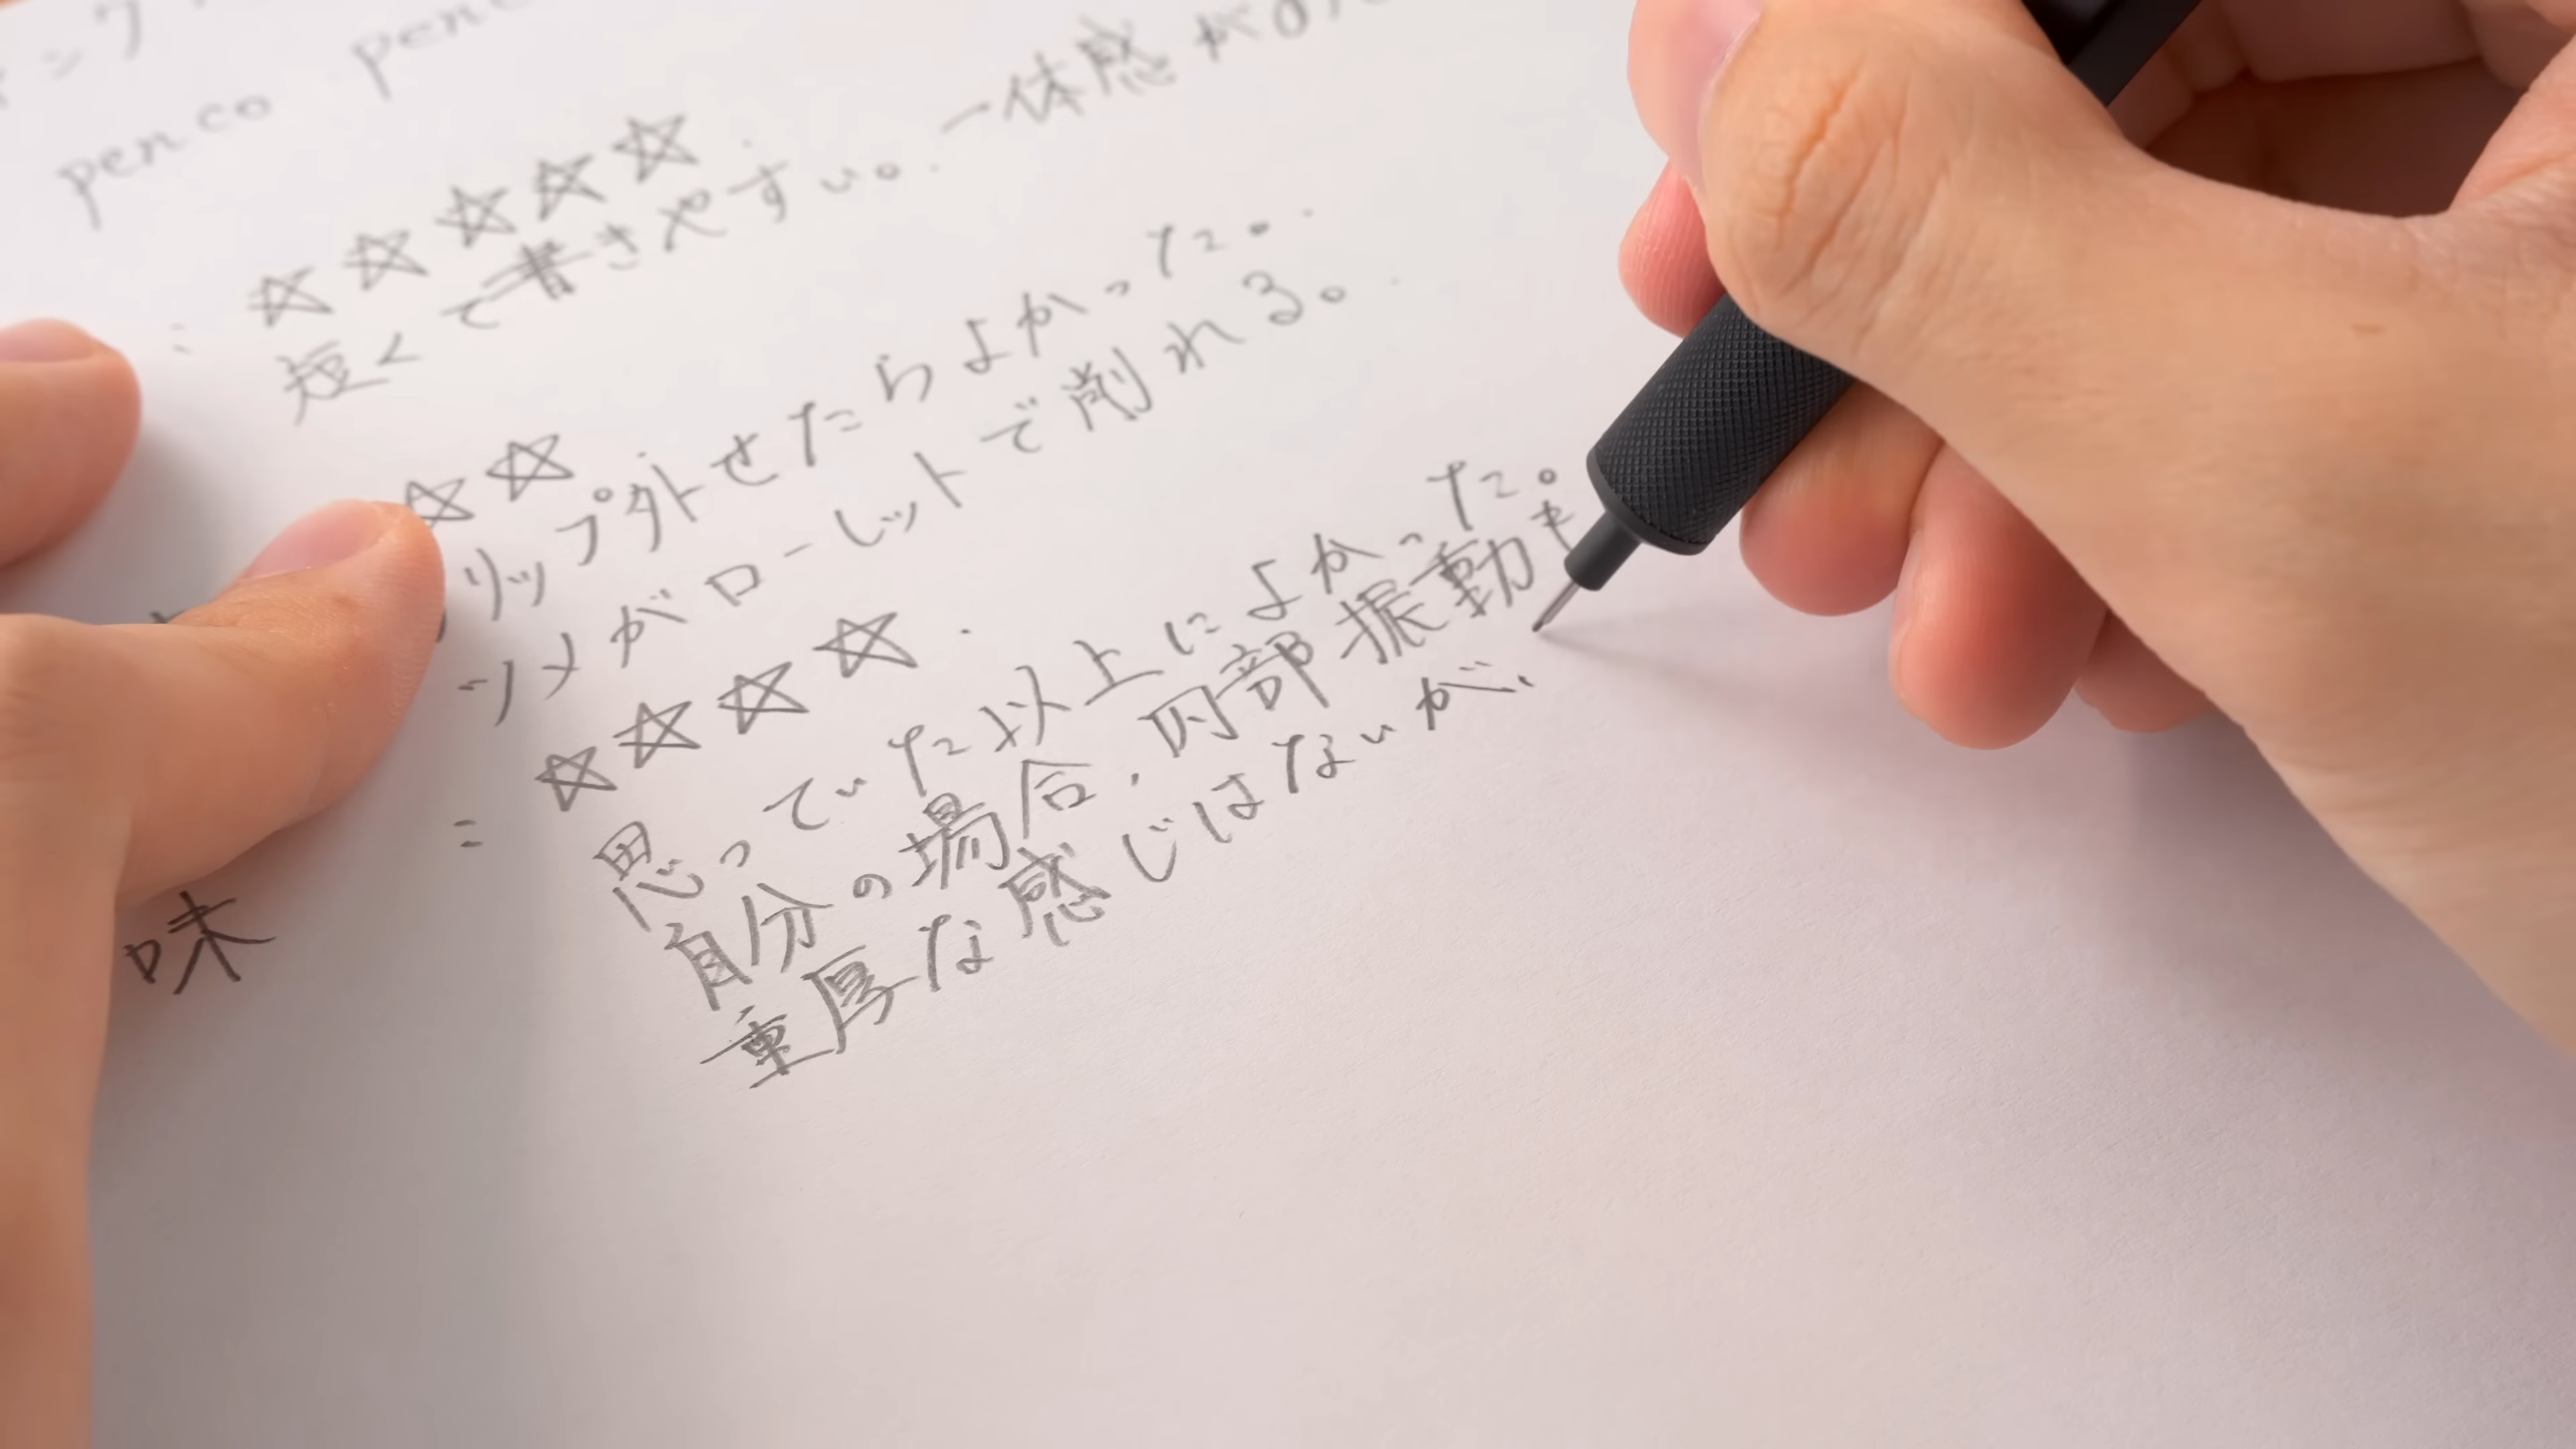 penco penc
: ☆☆☆☆☆
短くて書きやすい。一体感が
☆☆
リップ外せたらよかった。
ツメがローレットで削れる。
: ☆☆☆☆
思っていた以上によかった。
自分の場合、内部振動
重厚な感じはないが、
味